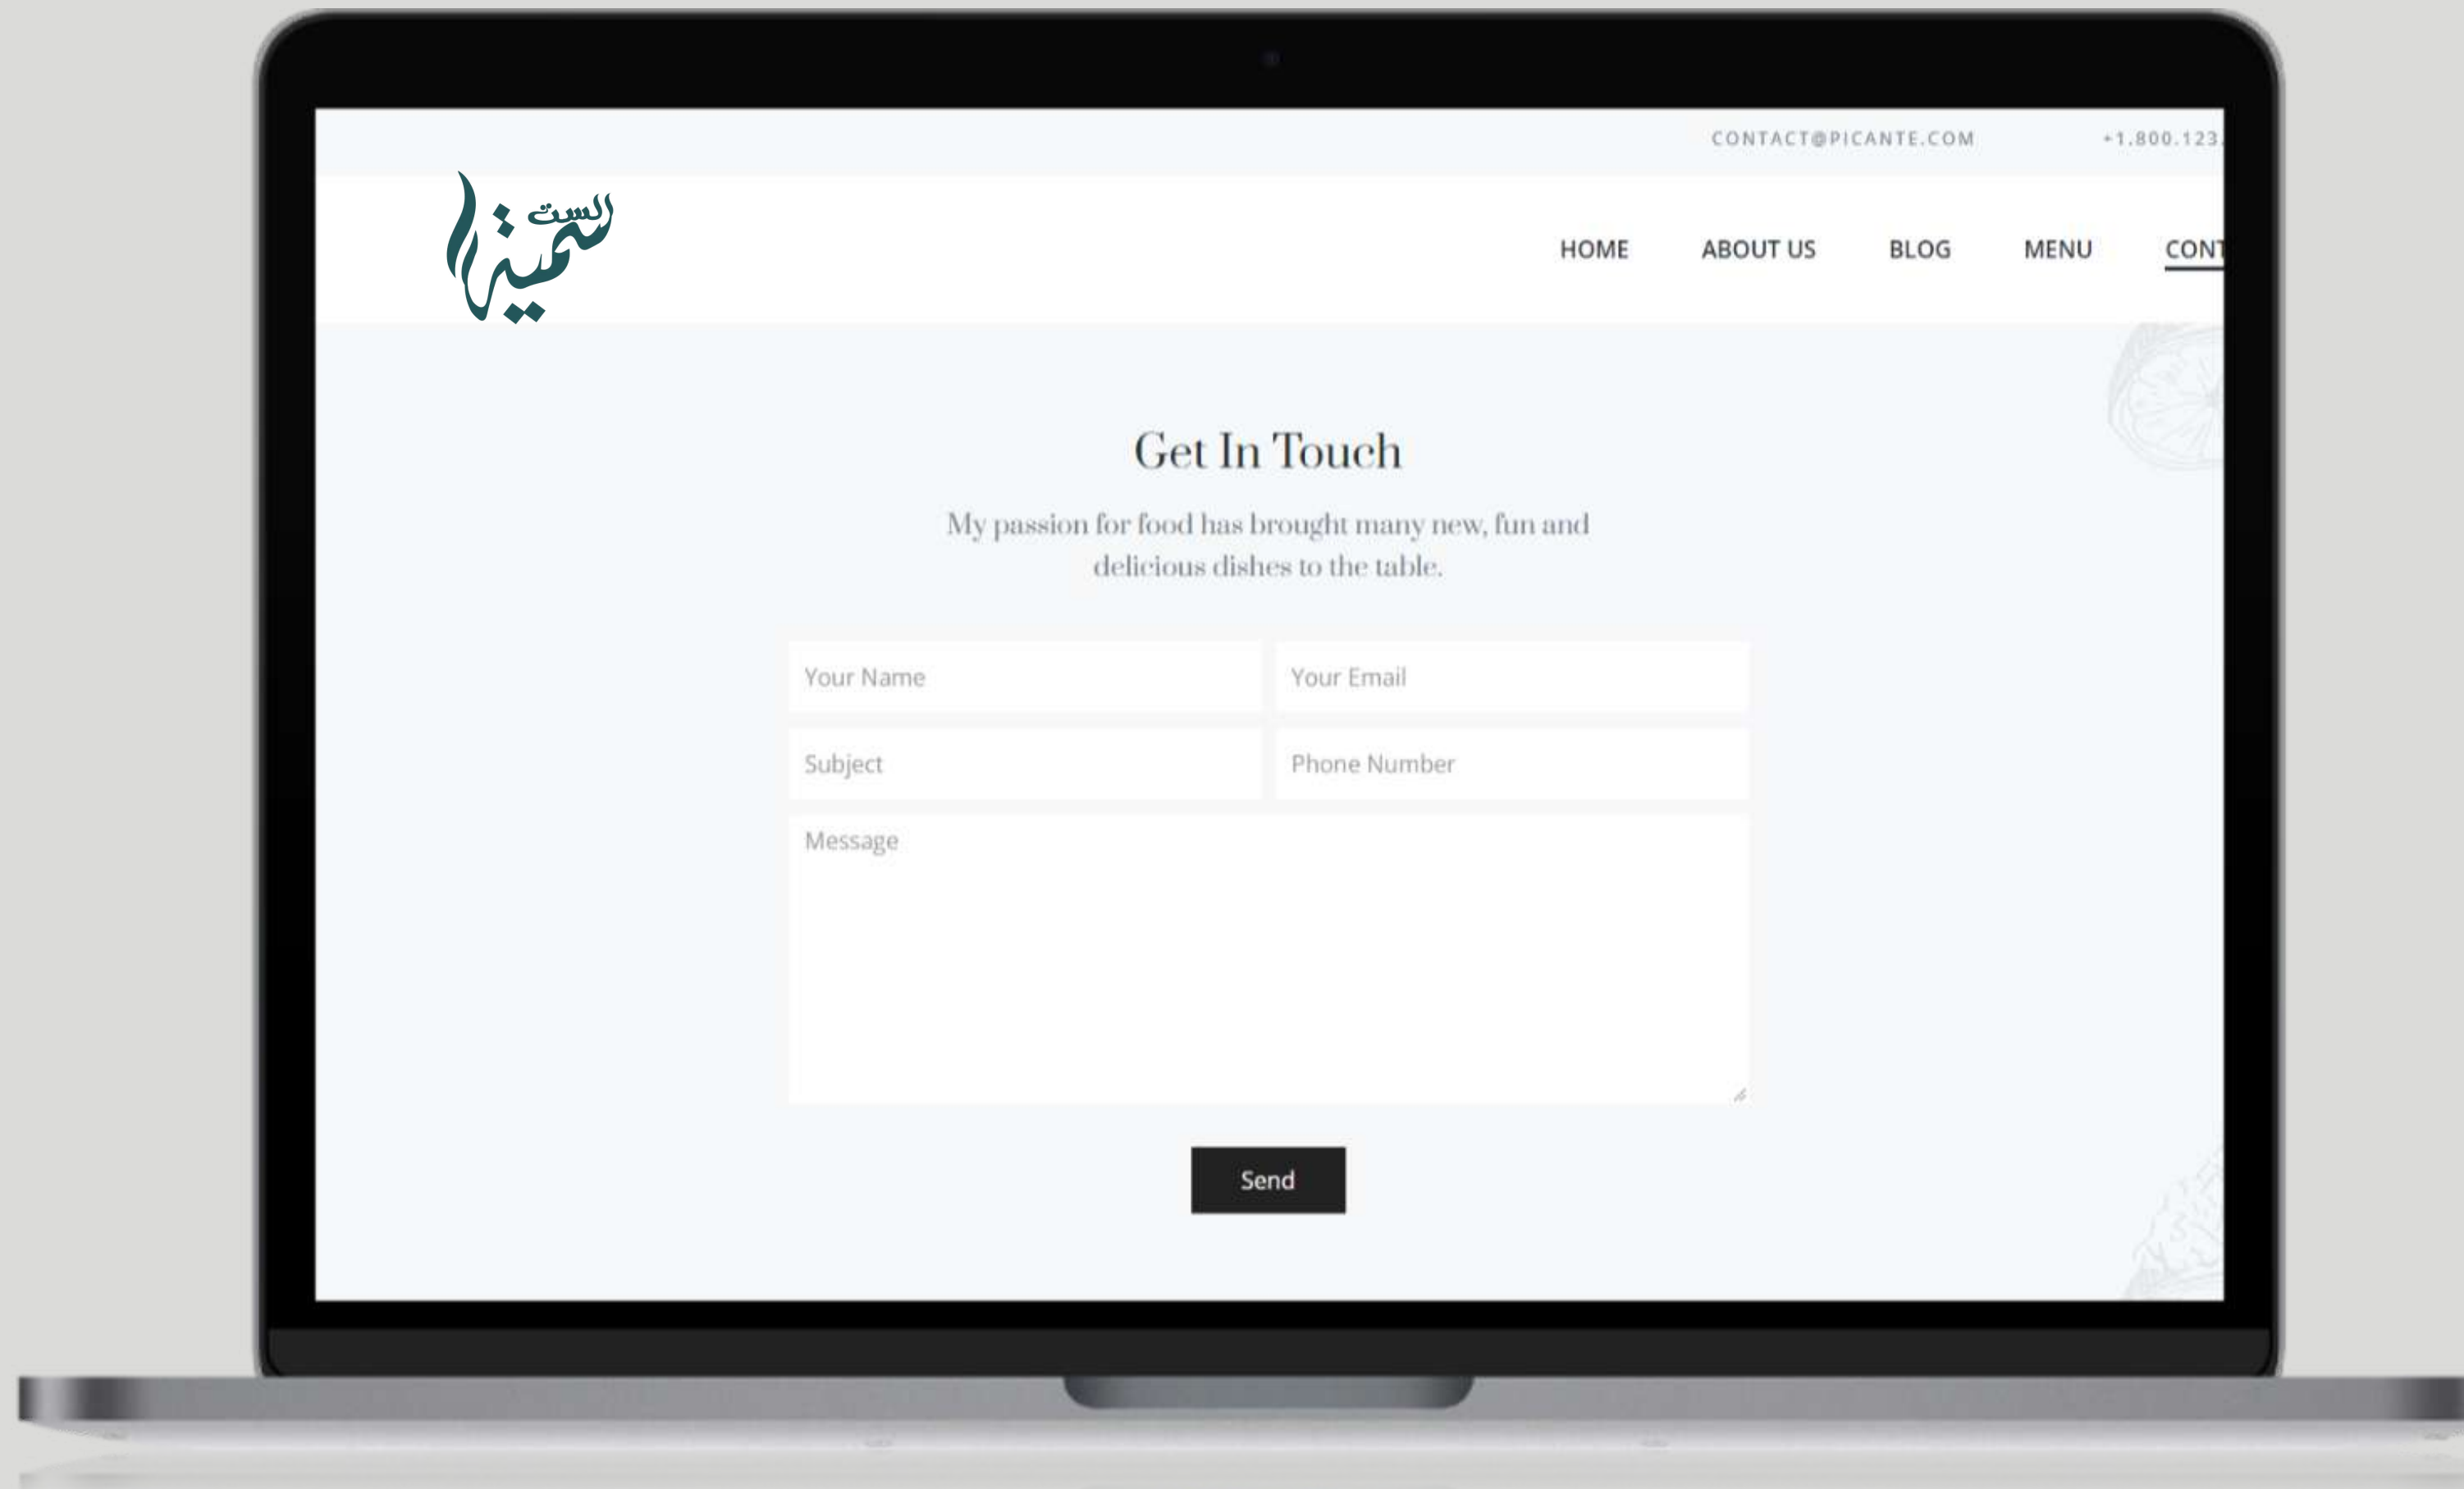 CONTACT@PICANTE.COM +1.800.123.
الست
سميراء
HOME ABOUT US BLOG MENU CONT
Get In Touch
My passion for food has brought many new, fun and
delicious dishes to the table.
Your Name Your Email
Subject Phone Number
Message
Send